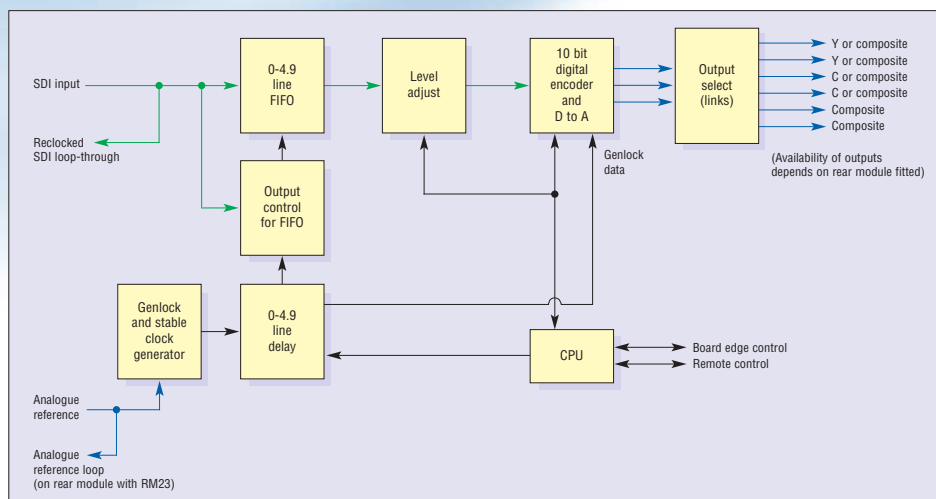 SDI input
Reclocked
SDI loop-through
0-4.9
line
FIFO
Level
adjust
10 bit
digital
encoder
and
D to A
Output
select
(links)
Y or composite
Y or composite
C or composite
C or composite
Composite
Composite
(Availability of outputs
depends on rear module fitted)
Genlock
data
Output
control
for FIFO
Genlock
and stable
clock
generator
0-4.9
line
delay
CPU
Board edge control
Remote control
Analogue
reference
Analogue
reference loop
(on rear module with RM23)